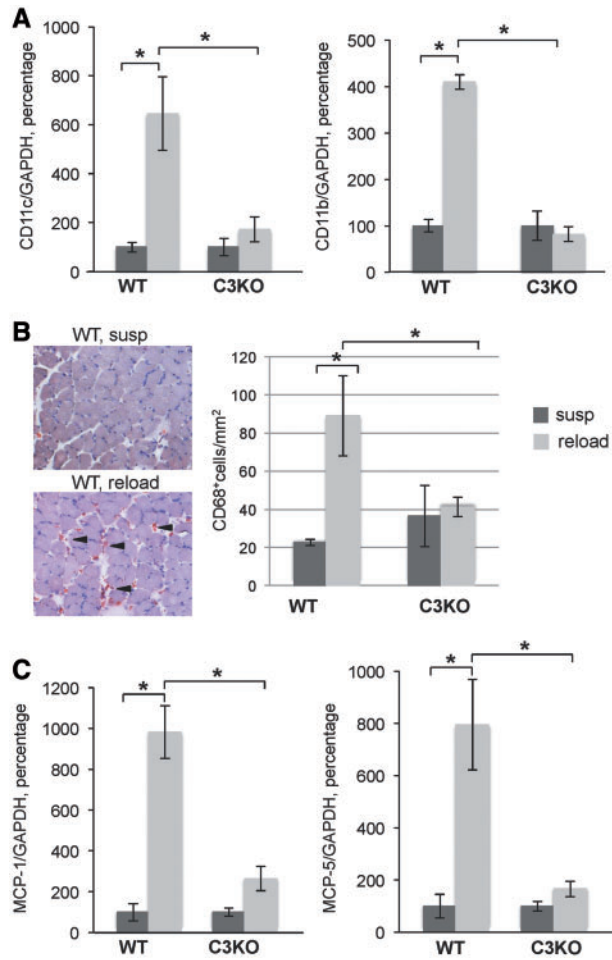 A
CD11c/GAPDH, percentage
1000
800
600
400
200
0
*
*
WT
C3KO
CD11b/GAPDH, percentage
500
400
300
200
100
0
*
*
WT
C3KO
B
WT, susp
WT, reload
CD68+cells/mm²
120
100
80
60
40
20
0
*
*
WT
C3KO
susp
reload
C
MCP-1/GAPDH, percentage
1200
1000
800
600
400
200
0
*
*
WT
C3KO
MCP-5/GAPDH, percentage
1000
800
600
400
200
0
*
*
WT
C3KO